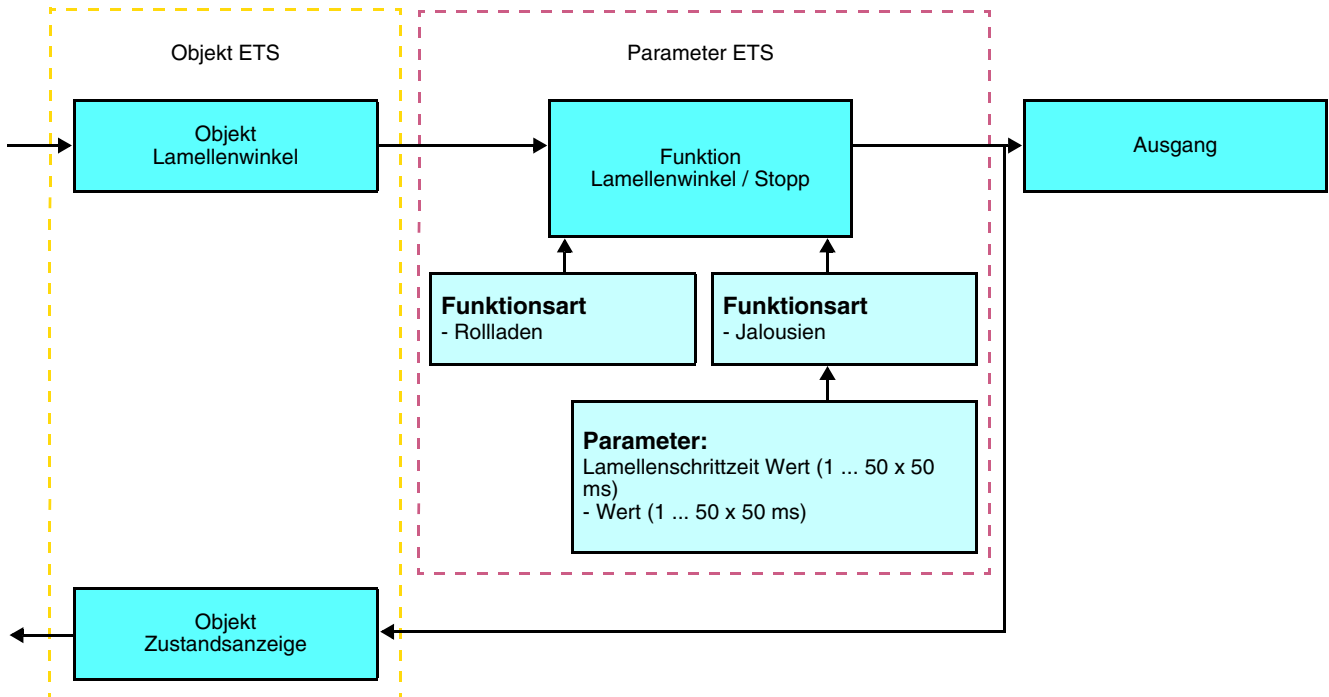 Objekt ETS
Parameter ETS
Objekt
Lamellenwinkel
Funktion
Lamellenwinkel / Stopp
Ausgang
Funktionsart
- Rollladen
Funktionsart
- Jalousien
Parameter:
Lamellenschrittzeit Wert (1 ... 50 x 50
ms)
- Wert (1 ... 50 x 50 ms)
Objekt
Zustandsanzeige